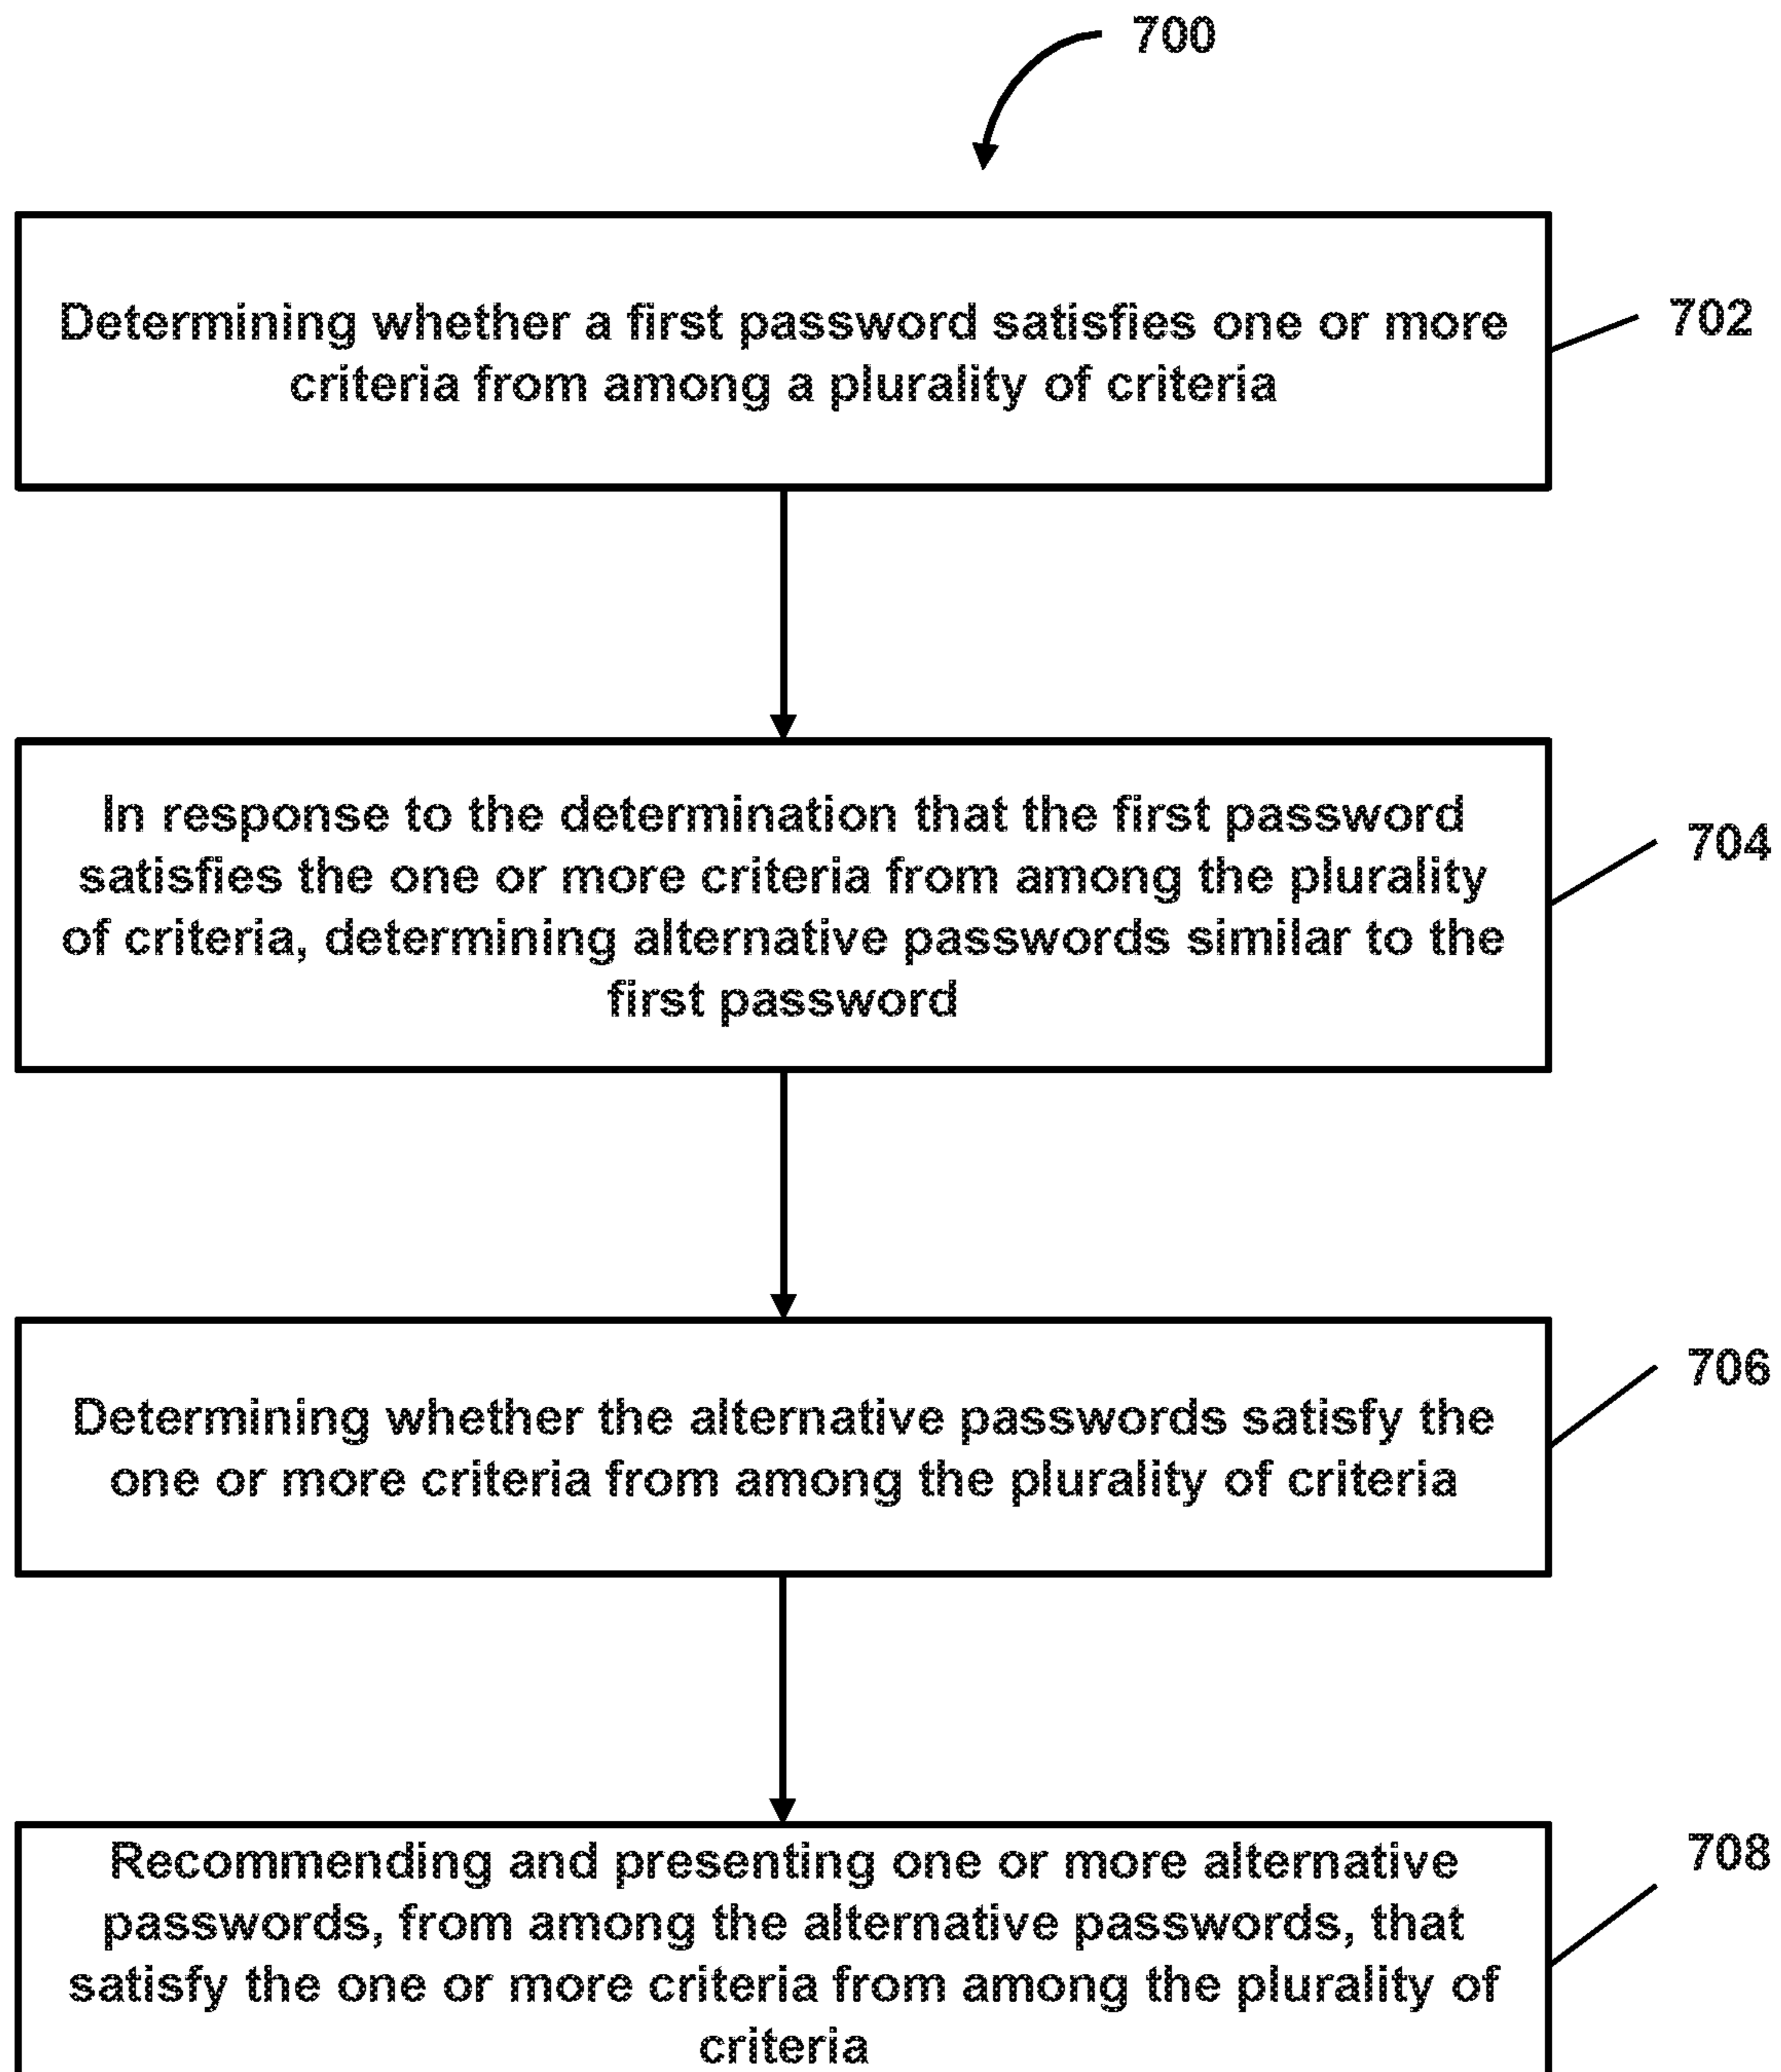 700
Determining whether a first password satisfies one or more
criteria from among a plurality of criteria
702
In response to the determination that the first password
satisfies the one or more criteria from among the plurality
of criteria, determining alternative passwords similar to the
first password
704
Determining whether the alternative passwords satisfy the
one or more criteria from among the plurality of criteria
706
Recommending and presenting one or more alternative
passwords, from among the alternative passwords, that
satisfy the one or more criteria from among the plurality of
criteria
708